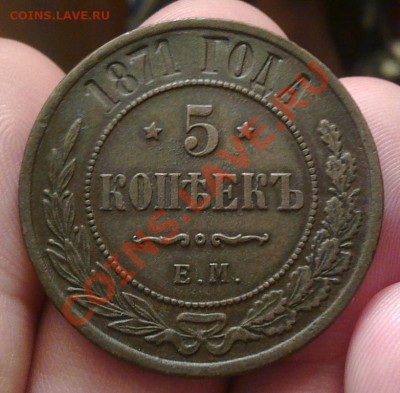 COINS.LAVE.RU
1871 ГОДЪ
5
КОПѢЕКЪ
Е.М.
COINS.LAVE.RU